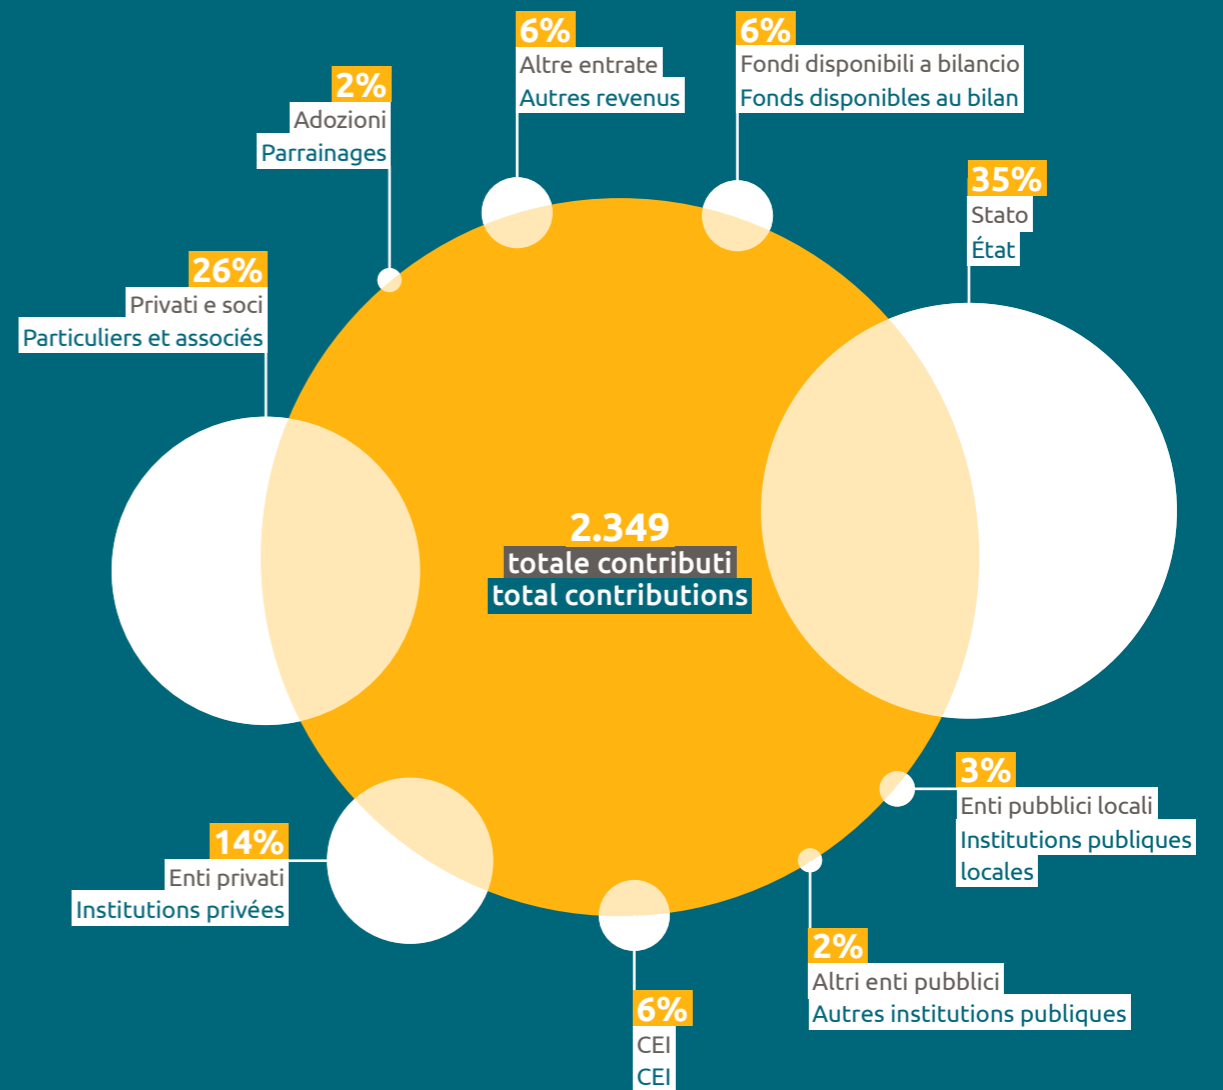 6%
Altre entrate
Autres revenus
6%
Fondi disponibili a bilancio
Fonds disponibles au bilan
2%
Adozioni
Parrainages
35%
Stato
État
26%
Privati e soci
Particuliers et associés
2.349
totale contributi
total contributions
3%
Enti pubblici locali
Institutions publiques
locales
14%
Enti privati
Institutions privées
2%
Altri enti pubblici
Autres institutions publiques
6%
CEI
CEI